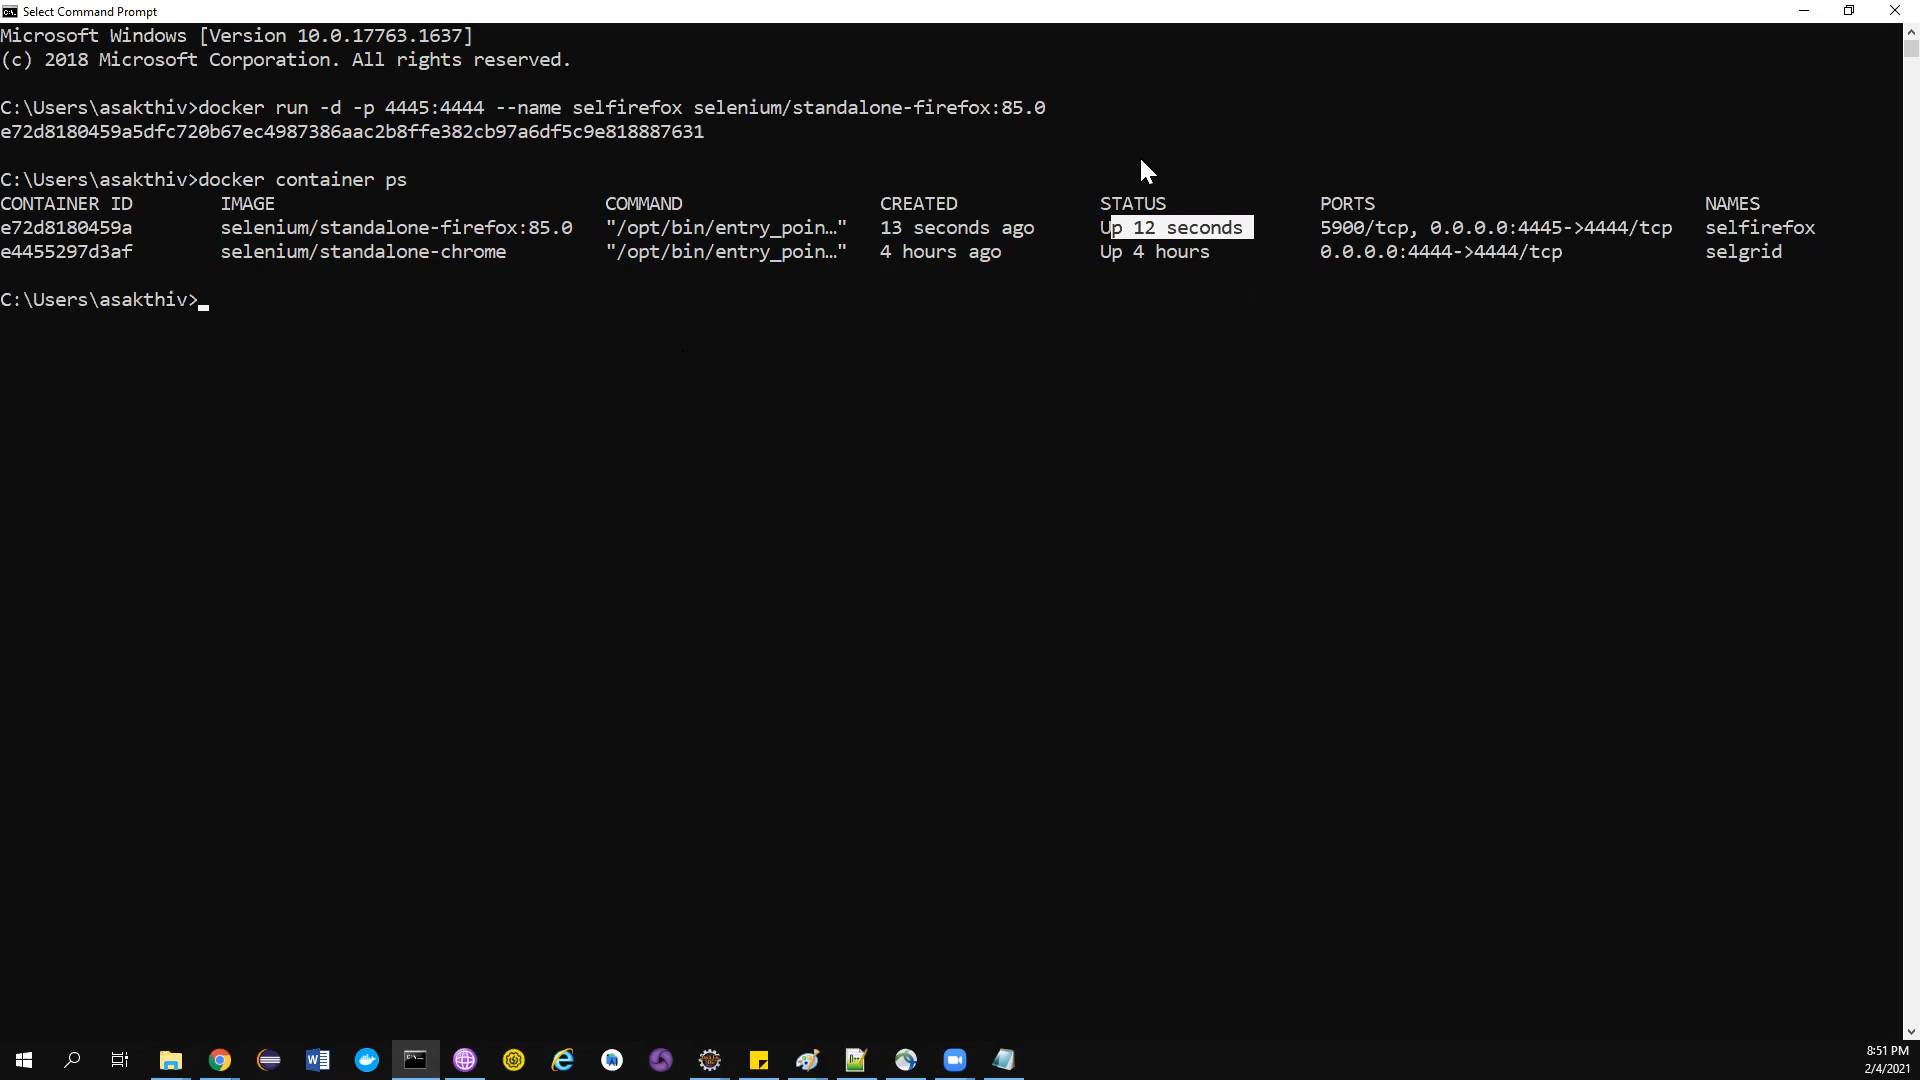 Select Command Prompt
Microsoft Windows [Version 10.0.17763.1637]
(c) 2018 Microsoft Corporation. All rights reserved.
C:\Users\asakthiv>docker run -d -p 4445:4444 --name selfirefox selenium/standalone-firefox:85.0
e72d8180459a5dfc720b67ec4987386aac2b8ffe382cb97a6df5c9e818887631
C:\Users\asakthiv>docker container ps
CONTAINER ID IMAGE COMMAND CREATED STATUS PORTS NAMES
e72d8180459a selenium/standalone-firefox:85.0 "/opt/bin/entry_poin…" 13 seconds ago Up 12 seconds 5900/tcp, 0.0.0.0:4445->4444/tcp selfirefox
e4455297d3af selenium/standalone-chrome "/opt/bin/entry_poin…" 4 hours ago Up 4 hours 0.0.0.0:4444->4444/tcp selgrid
C:\Users\asakthiv>
8:51 PM
2/4/2021